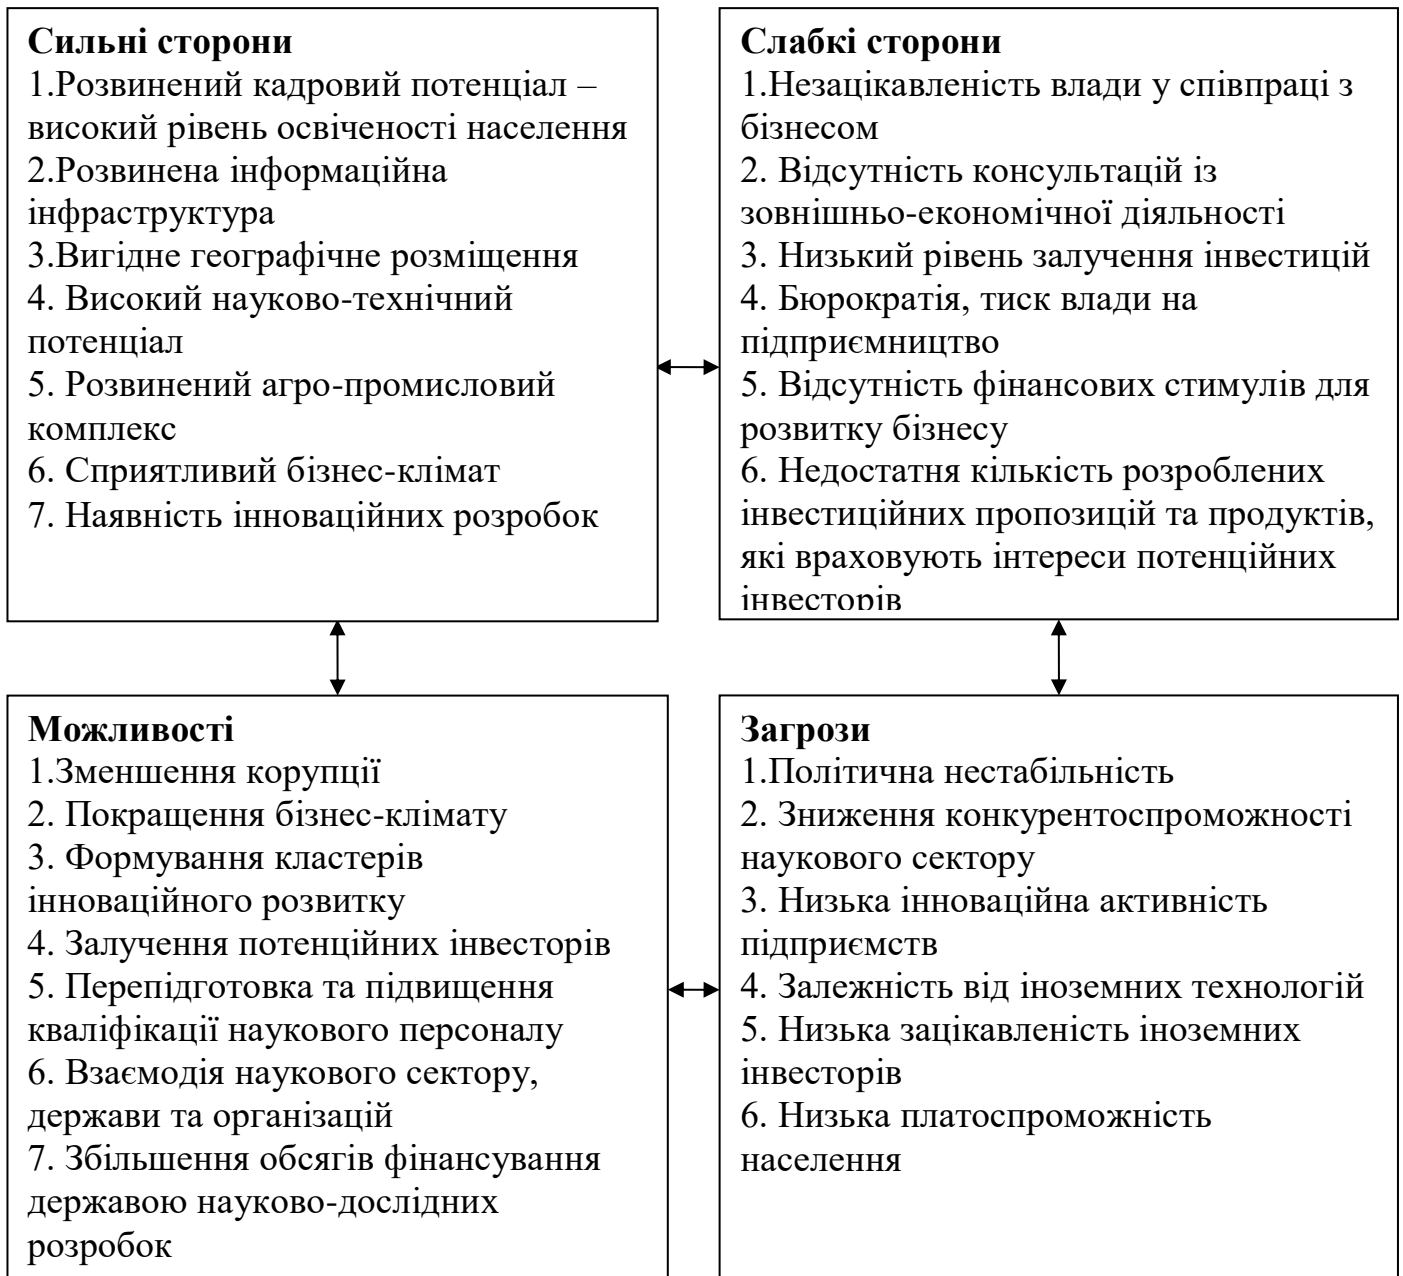 Сильні сторони
1.Розвинений кадровий потенціал –
високий рівень освіченості населення
2.Розвинена інформаційна
інфраструктура
3.Вигідне географічне розміщення
4. Високий науково-технічний
потенціал
5. Розвинений агро-промисловий
комплекс
6. Сприятливий бізнес-клімат
7. Наявність інноваційних розробок
Слабкі сторони
1.Незацікавленість влади у співпраці з
бізнесом
2. Відсутність консультацій із
зовнішньо-економічної діяльності
3. Низький рівень залучення інвестицій
4. Бюрократія, тиск влади на
підприємництво
5. Відсутність фінансових стимулів для
розвитку бізнесу
6. Недостатня кількість розроблених
інвестиційних пропозицій та продуктів,
які враховують інтереси потенційних
інвесторів
Можливості
1.Зменшення корупції
2. Покращення бізнес-клімату
3. Формування кластерів
інноваційного розвитку
4. Залучення потенційних інвесторів
5. Перепідготовка та підвищення
кваліфікації наукового персоналу
6. Взаємодія наукового сектору,
держави та організацій
7. Збільшення обсягів фінансування
державою науково-дослідних
розробок
Загрози
1.Політична нестабільність
2. Зниження конкурентоспроможності
наукового сектору
3. Низька інноваційна активність
підприємств
4. Залежність від іноземних технологій
5. Низька зацікавленість іноземних
інвесторів
6. Низька платоспроможність
населення